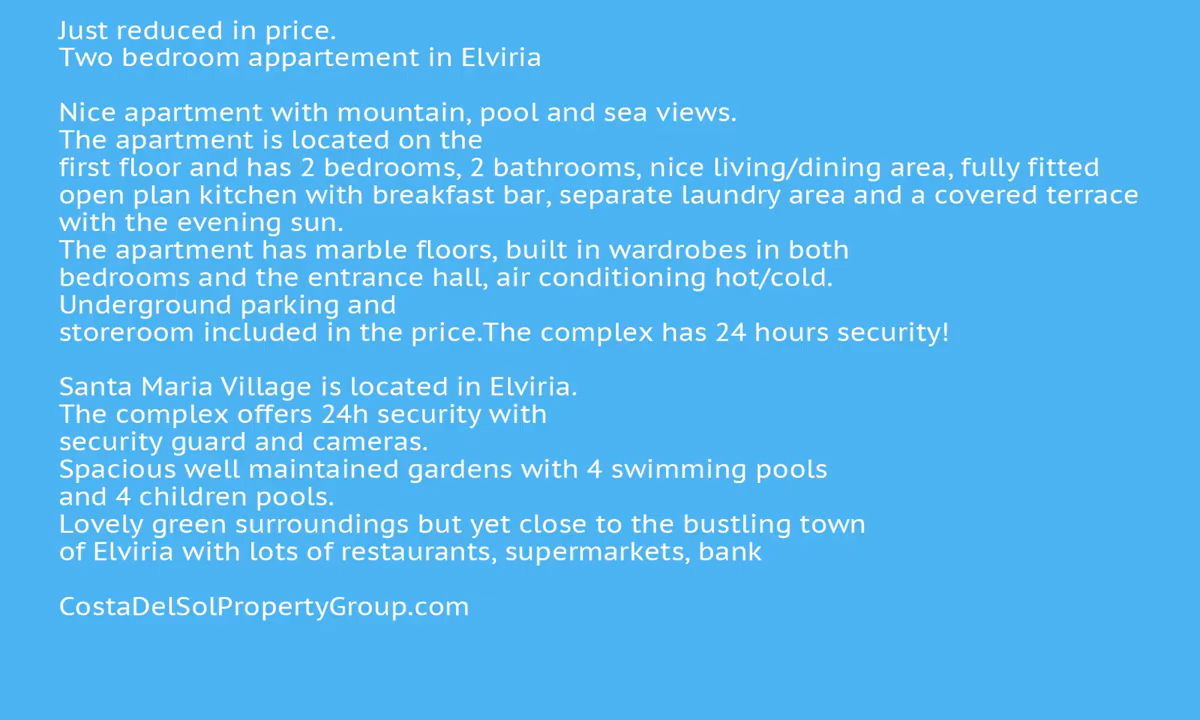 Just reduced in price.
Two bedroom appartement in Elviria
Nice apartment with mountain, pool and sea views.
The apartment is located on the
first floor and has 2 bedrooms, 2 bathrooms, nice living/dining area, fully fitted
open plan kitchen with breakfast bar, separate laundry area and a covered terrace
with the evening sun.
The apartment has marble floors, built in wardrobes in both
bedrooms and the entrance hall, air conditioning hot/cold.
Underground parking and
storeroom included in the price.The complex has 24 hours security!
Santa Maria Village is located in Elviria.
The complex offers 24h security with
security guard and cameras.
Spacious well maintained gardens with 4 swimming pools
and 4 children pools.
Lovely green surroundings but yet close to the bustling town
of Elviria with lots of restaurants, supermarkets, bank
CostaDelSolPropertyGroup.com